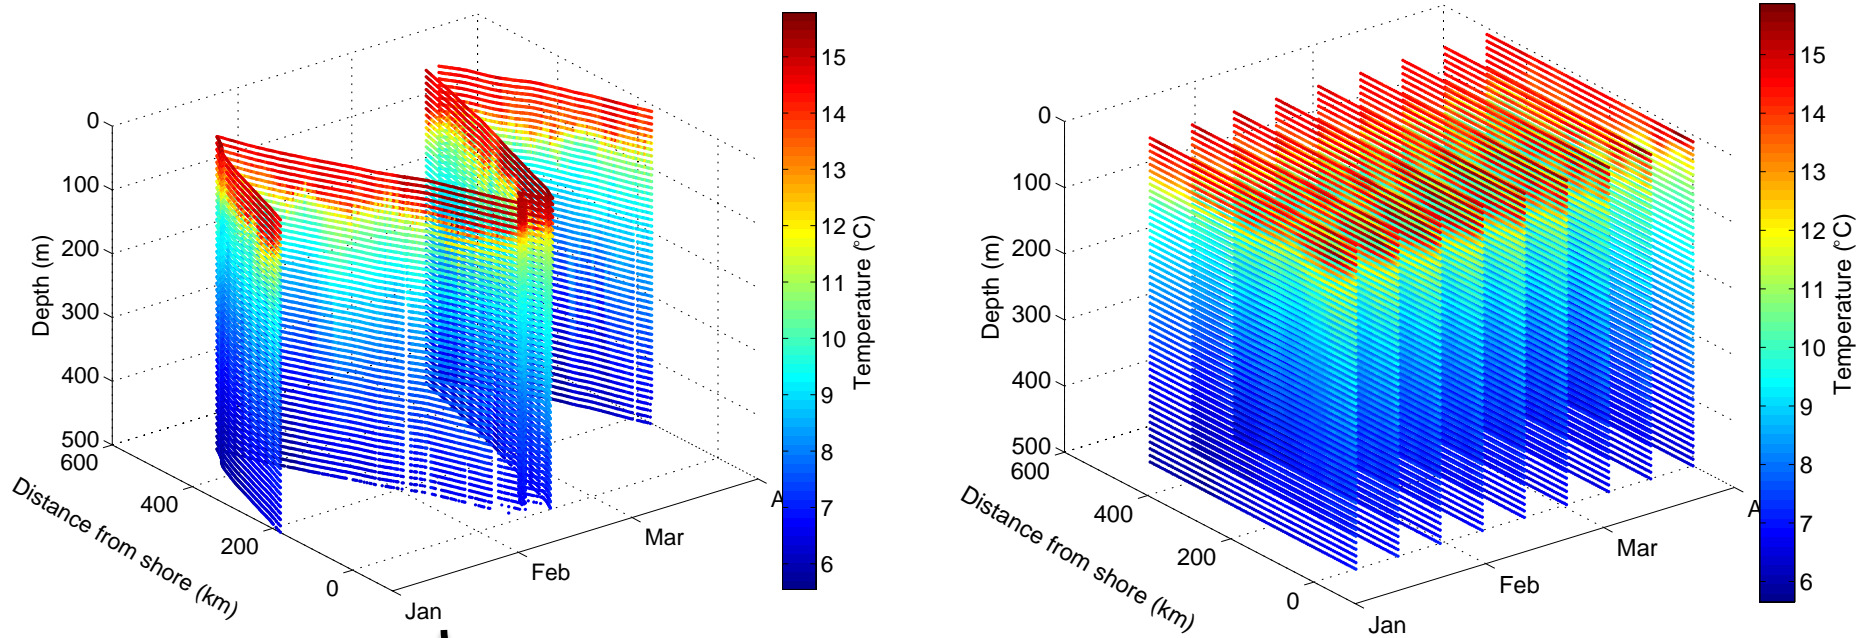 0
100
200
300
400
500
600
400
200
0
Depth (m)
Distance from shore (km)
Jan
Feb
Mar
A
15
14
13
12
11
10
9
8
7
6
Temperature (°C)
0
100
200
300
400
500
600
400
200
0
Depth (m)
Distance from shore (km)
Jan
Feb
Mar
A
15
14
13
12
11
10
9
8
7
6
Temperature (°C)